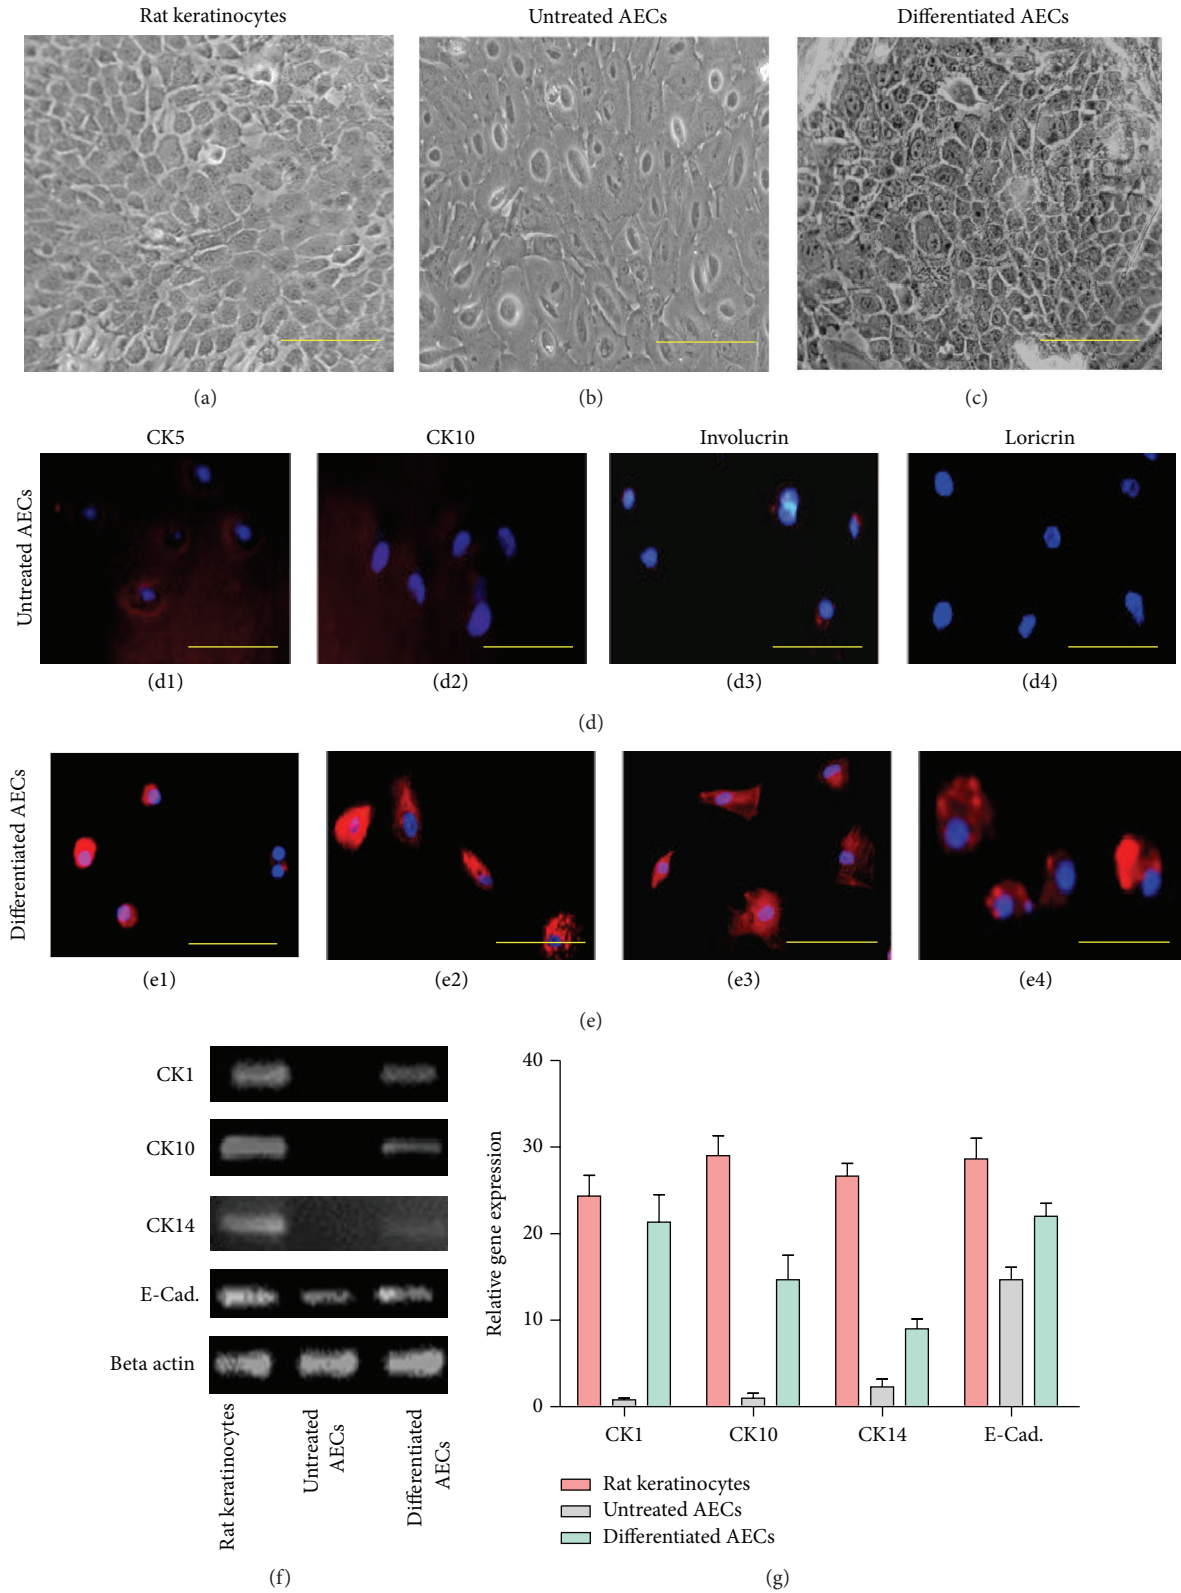 Rat keratinocytes
Untreated AECs
Differentiated AECs
(a)
(b)
(c)
CK5
CK10
Involucrin
Loricrin
Untreated AECs
(d1)
(d2)
(d3)
(d4)
(d)
Differentiated AECs
(e1)
(e2)
(e3)
(e4)
(e)
CK1
CK10
CK14
E-Cad.
Beta actin
Rat keratinocytes
Untreated
AECs
Differentiated
AECs
(f)
Relative gene expression
40
30
20
10
0
CK1
CK10
CK14
E-Cad.
Rat keratinocytes
Untreated AECs
Differentiated AECs
(g)